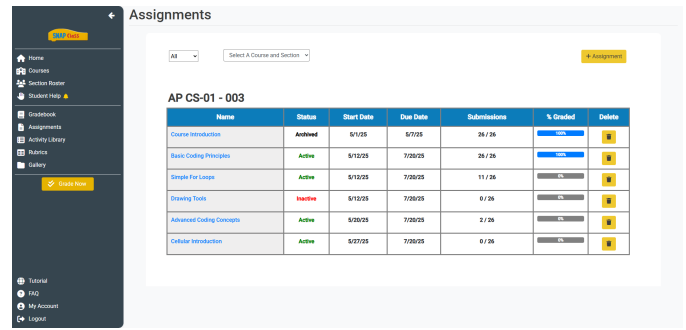 Assignments
SNAP Class
Home
Courses
Section Roster
Student Help
Gradebook
Assignments
Activity Library
Rubrics
Gallery
Grade Now
Tutorial
FAQ
My Account
Logout
All
Select A Course and Section
+ Assignment
AP CS-01 - 003
Name Status Start Date Due Date Submissions % Graded Delete
Course Introduction Archived 5/1/25 5/7/25 26 / 26 100%
Basic Coding Principles Active 5/12/25 7/20/25 26 / 26 100%
Simple For Loops Active 5/12/25 7/20/25 11 / 26 0%
Drawing Tools Inactive 5/12/25 7/20/25 0 / 26 0%
Advanced Coding Concepts Active 5/20/25 7/20/25 2 / 26 0%
Cellular Introduction Active 5/27/25 7/20/25 0 / 26 0%